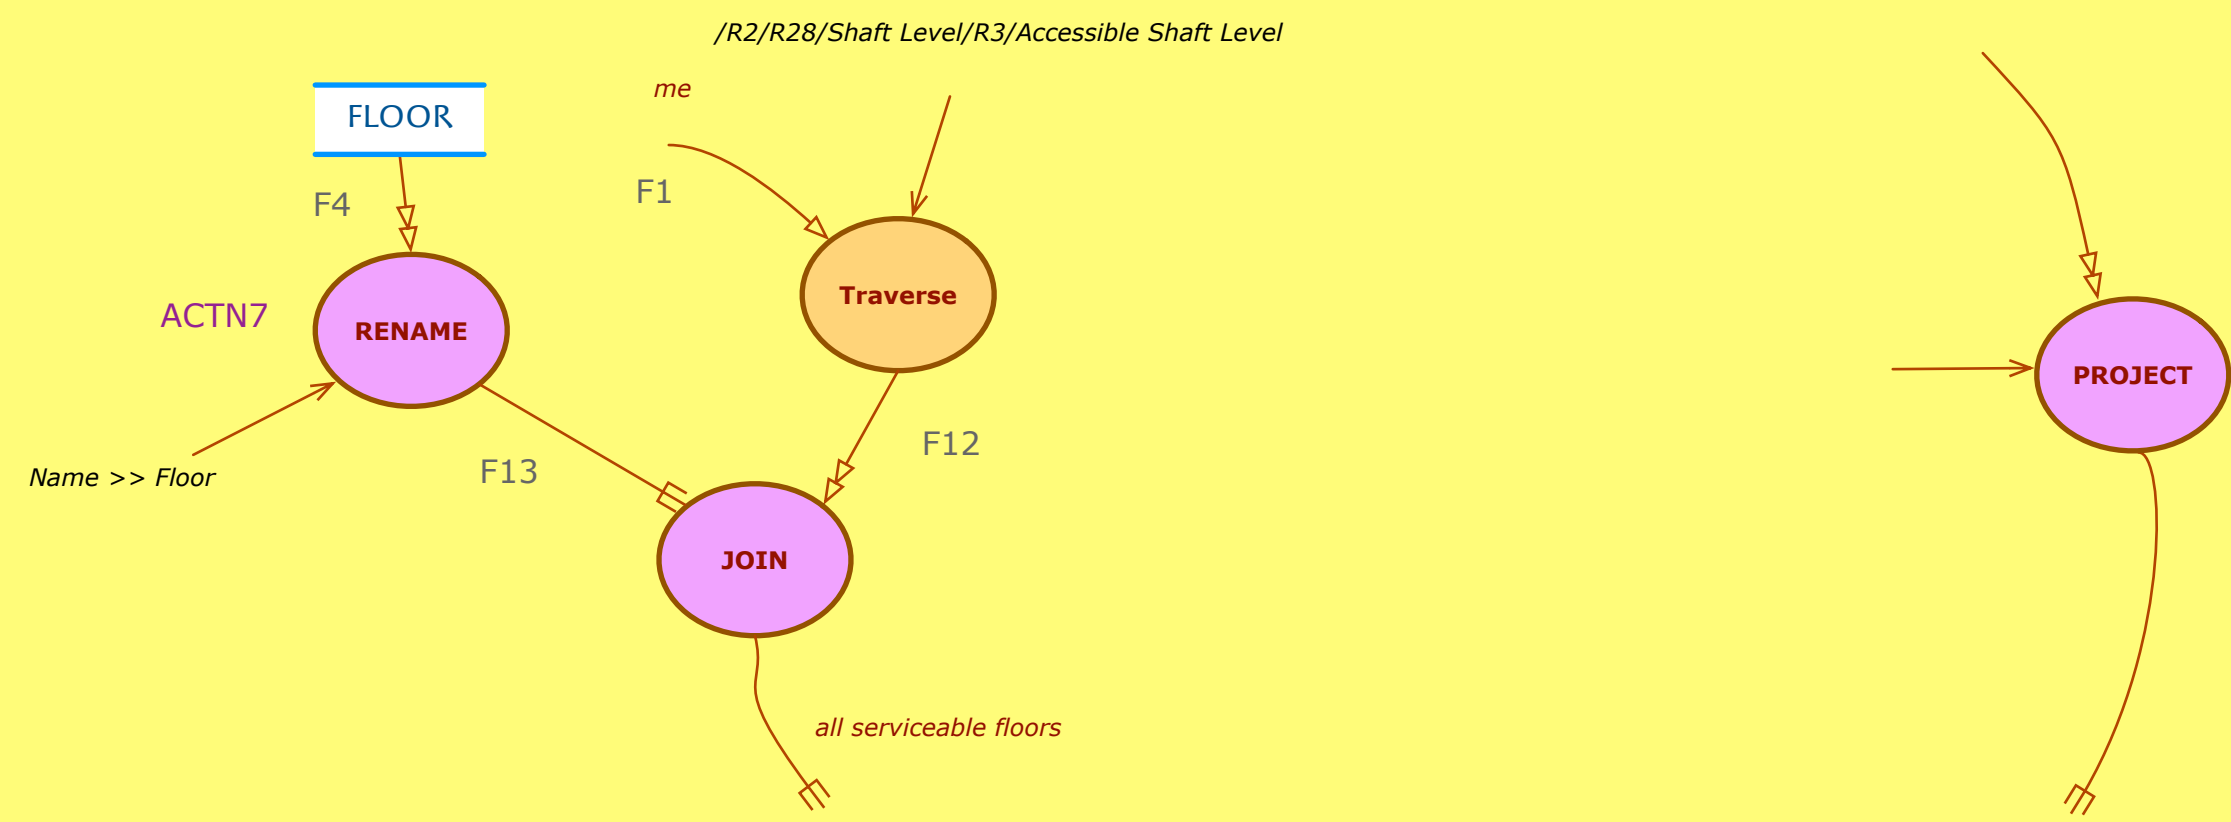 /R2/R28/Shaft Level/R3/Accessible Shaft Level
me
FLOOR
F4
F1
Traverse
ACTN7
RENAME
PROJECT
F12
F13
Name >> Floor
JOIN
all serviceable floors